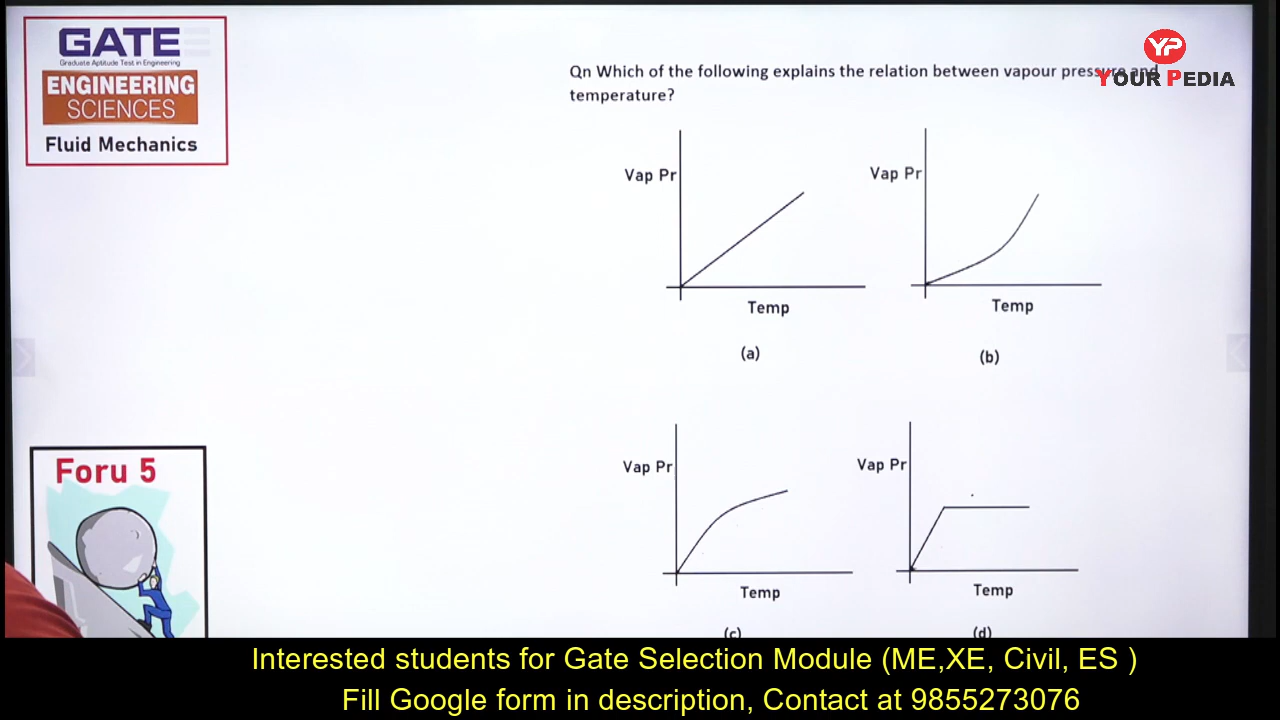 GATE
Graduate Aptitude Test in Engineering
ENGINEERING
SCIENCES
Fluid Mechanics
YP
YOUR PEDIA
Qn Which of the following explains the relation between vapour pressure and
temperature?
Vap Pr
Temp
(a)
Vap Pr
Temp
(b)
Vap Pr
Temp
(c)
Vap Pr
Temp
(d)
Foru 5
Interested students for Gate Selection Module (ME,XE, Civil, ES )
Fill Google form in description, Contact at 9855273076